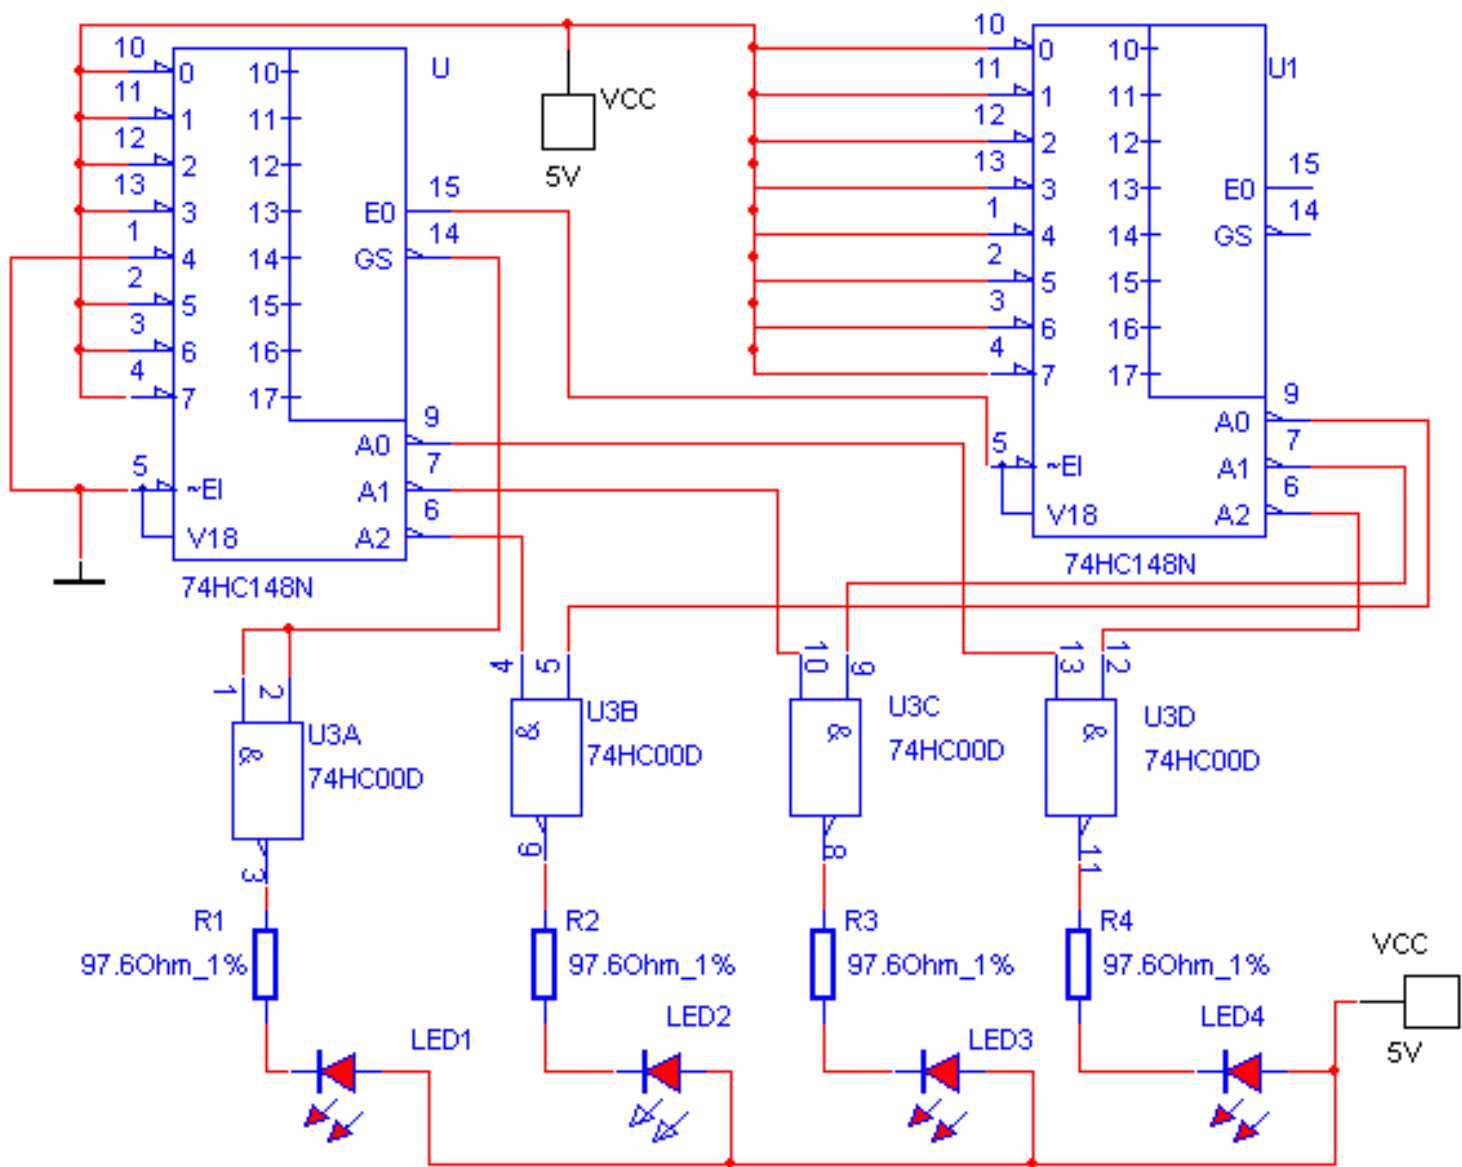 10
0
11
1
12
2
13
3
1
4
2
5
3
6
4
7
5
~EI
V18
10
11
12
13
14
15
16
17
U
E0
15
GS
14
A0
9
A1
7
A2
6
74HC148N
VCC
5V
10
0
11
1
12
2
13
3
1
4
2
5
3
6
4
7
5
~EI
V18
10
11
12
13
14
15
16
17
U1
E0
15
GS
14
A0
9
A1
7
A2
6
74HC148N
1
2
&
U3A
74HC00D
3
4
5
&
U3B
74HC00D
6
10
9
&
U3C
74HC00D
8
13
12
&
U3D
74HC00D
11
R1
97.6Ohm_1%
R2
97.6Ohm_1%
R3
97.6Ohm_1%
R4
97.6Ohm_1%
VCC
5V
LED1
LED2
LED3
LED4